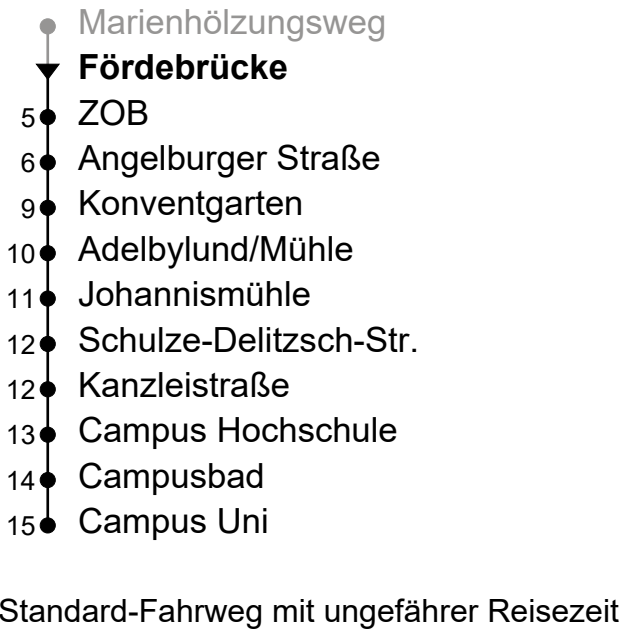 Marienhölzungsweg
Fördebrücke
5 ZOB
6 Angelburger Straße
9 Konventgarten
10 Adelbylund/Mühle
11 Johannismühle
12 Schulze-Delitzsch-Str.
12 Kanzleistraße
13 Campus Hochschule
14 Campusbad
15 Campus Uni
Standard-Fahrweg mit ungefährer Reisezeit